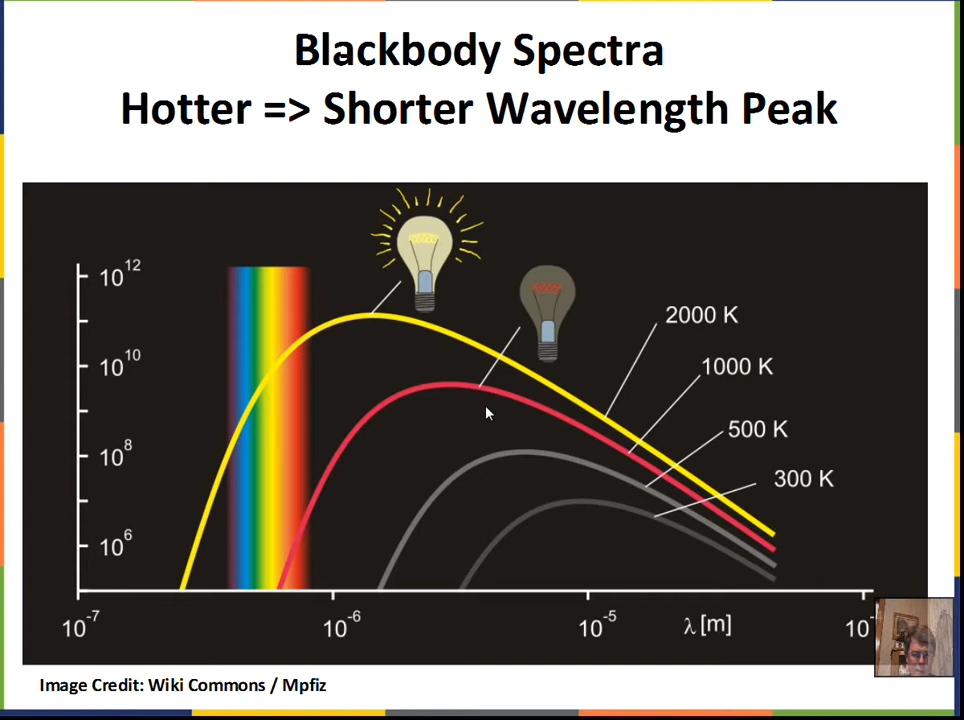 Blackbody Spectra
Hotter => Shorter Wavelength Peak
10^12
10^10
10^8
10^6
2000 K
1000 K
500 K
300 K
10^-7
10^-6
10^-5
λ [m]
10
Image Credit: Wiki Commons / Mpfiz